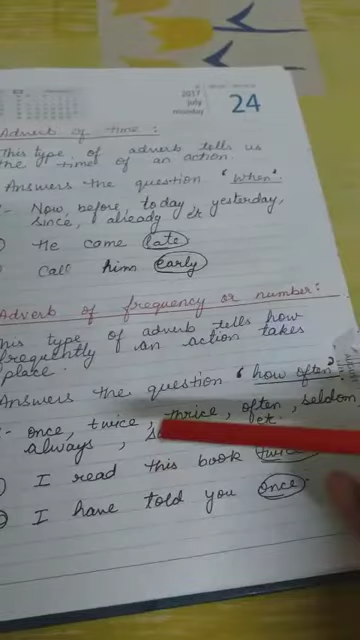 2017
july
monday
24
Adverb of time :
This type of adverb tells us
the time of an action.
Answers the question "when".
:- Now, before, today, yesterday,
since, already etc
He come late
Call him early
Adverb of frequency or number:
This type of adverb tells how
frequently an action takes
place.
Answers the question "how often".
:- once, twice, thrice, often, seldom
always, etc.
I read this book twice
I have told you once.